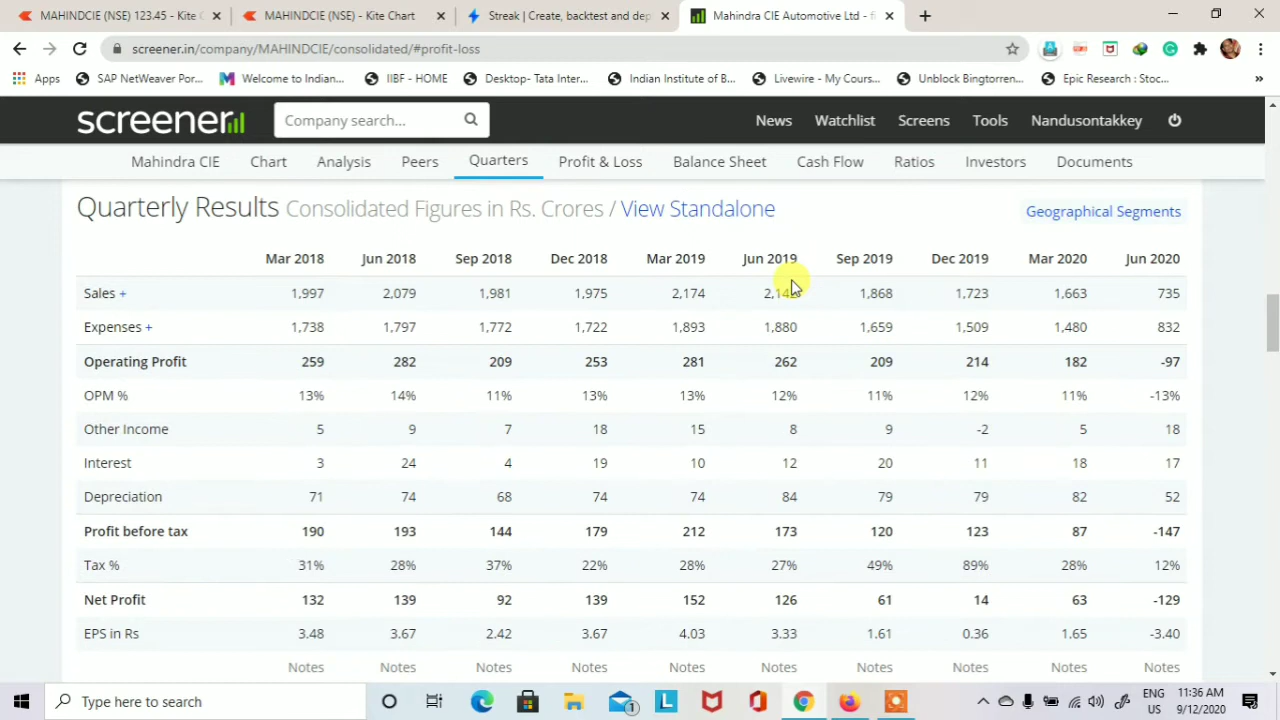 MAHINDCIE (NSE) 123.45 - Kite
MAHINDCIE (NSE) - Kite Chart
Streak | Create, backtest and dep
Mahindra CIE Automotive Ltd - fi
screener.in/company/MAHINDCIE/consolidated/#profit-loss
Apps SAP NetWeaver Por... Welcome to Indian... IIBF - HOME Desktop- Tata Inter... Indian Institute of B... Livewire - My Cours... Unblock Bingtorren... Epic Research : Stoc... »
screener Company search... News Watchlist Screens Tools Nandusontakkey
Mahindra CIE Chart Analysis Peers Quarters Profit & Loss Balance Sheet Cash Flow Ratios Investors Documents
Quarterly Results Consolidated Figures in Rs. Crores / View Standalone Geographical Segments
Mar 2018 Jun 2018 Sep 2018 Dec 2018 Mar 2019 Jun 2019 Sep 2019 Dec 2019 Mar 2020 Jun 2020
Sales + 1,997 2,079 1,981 1,975 2,174 1,868 1,723 1,663 735
Expenses + 1,738 1,797 1,772 1,722 1,893 1,880 1,659 1,509 1,480 832
Operating Profit 259 282 209 253 281 262 209 214 182 -97
OPM % 13% 14% 11% 13% 13% 12% 11% 12% 11% -13%
Other Income 5 9 7 18 15 8 9 -2 5 18
Interest 3 24 4 19 10 12 20 11 18 17
Depreciation 71 74 68 74 74 84 79 79 82 52
Profit before tax 190 193 144 179 212 173 120 123 87 -147
Tax % 31% 28% 37% 22% 28% 27% 49% 89% 28% 12%
Net Profit 132 139 92 139 152 126 61 14 63 -129
EPS in Rs 3.48 3.67 2.42 3.67 4.03 3.33 1.61 0.36 1.65 -3.40
Notes Notes Notes Notes Notes Notes Notes Notes Notes Notes
Type here to search
1
L
ENG
US
11:36 AM
9/12/2020